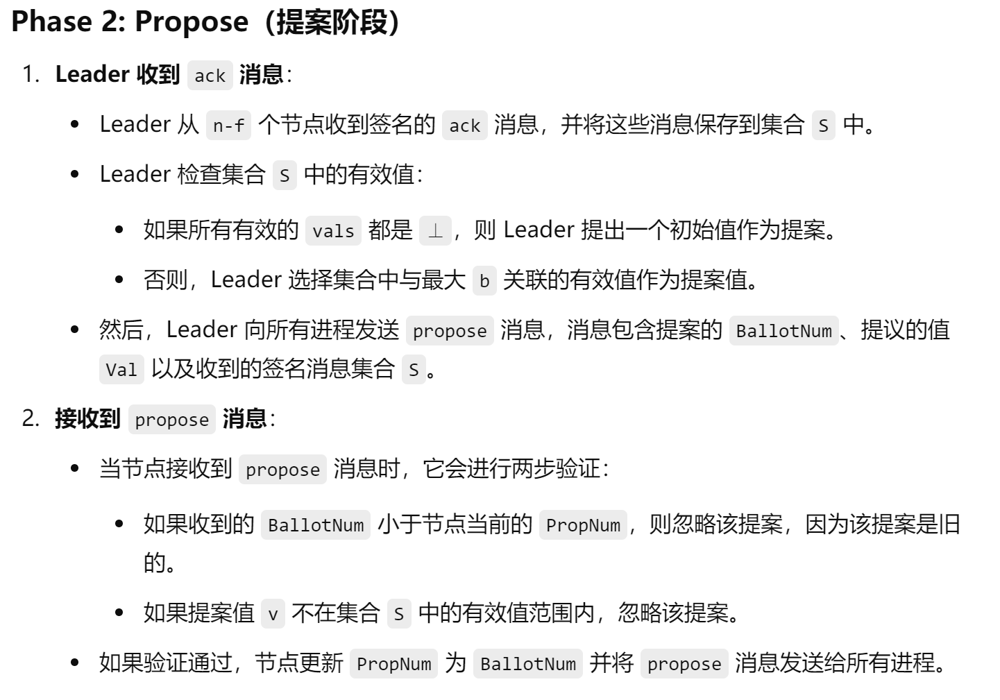 Phase 2: Propose（提案阶段）
1. Leader 收到 ack 消息：
• Leader 从 n-f 个节点收到签名的 ack 消息，并将这些消息保存到集合 S 中。
• Leader 检查集合 S 中的有效值：
• 如果所有有效的 vals 都是 ⊥，则 Leader 提出一个初始值作为提案。
• 否则，Leader 选择集合中与最大 b 关联的有效值作为提案值。
• 然后，Leader 向所有进程发送 propose 消息，消息包含提案的 BallotNum、提议的值
Val 以及收到的签名消息集合 S。
2. 接收到 propose 消息：
• 当节点接收到 propose 消息时，它会进行两步验证：
• 如果收到的 BallotNum 小于节点当前的 PropNum，则忽略该提案，因为该提案是旧
的。
• 如果提案值 v 不在集合 S 中的有效值范围内，忽略该提案。
• 如果验证通过，节点更新 PropNum 为 BallotNum 并将 propose 消息发送给所有进程。